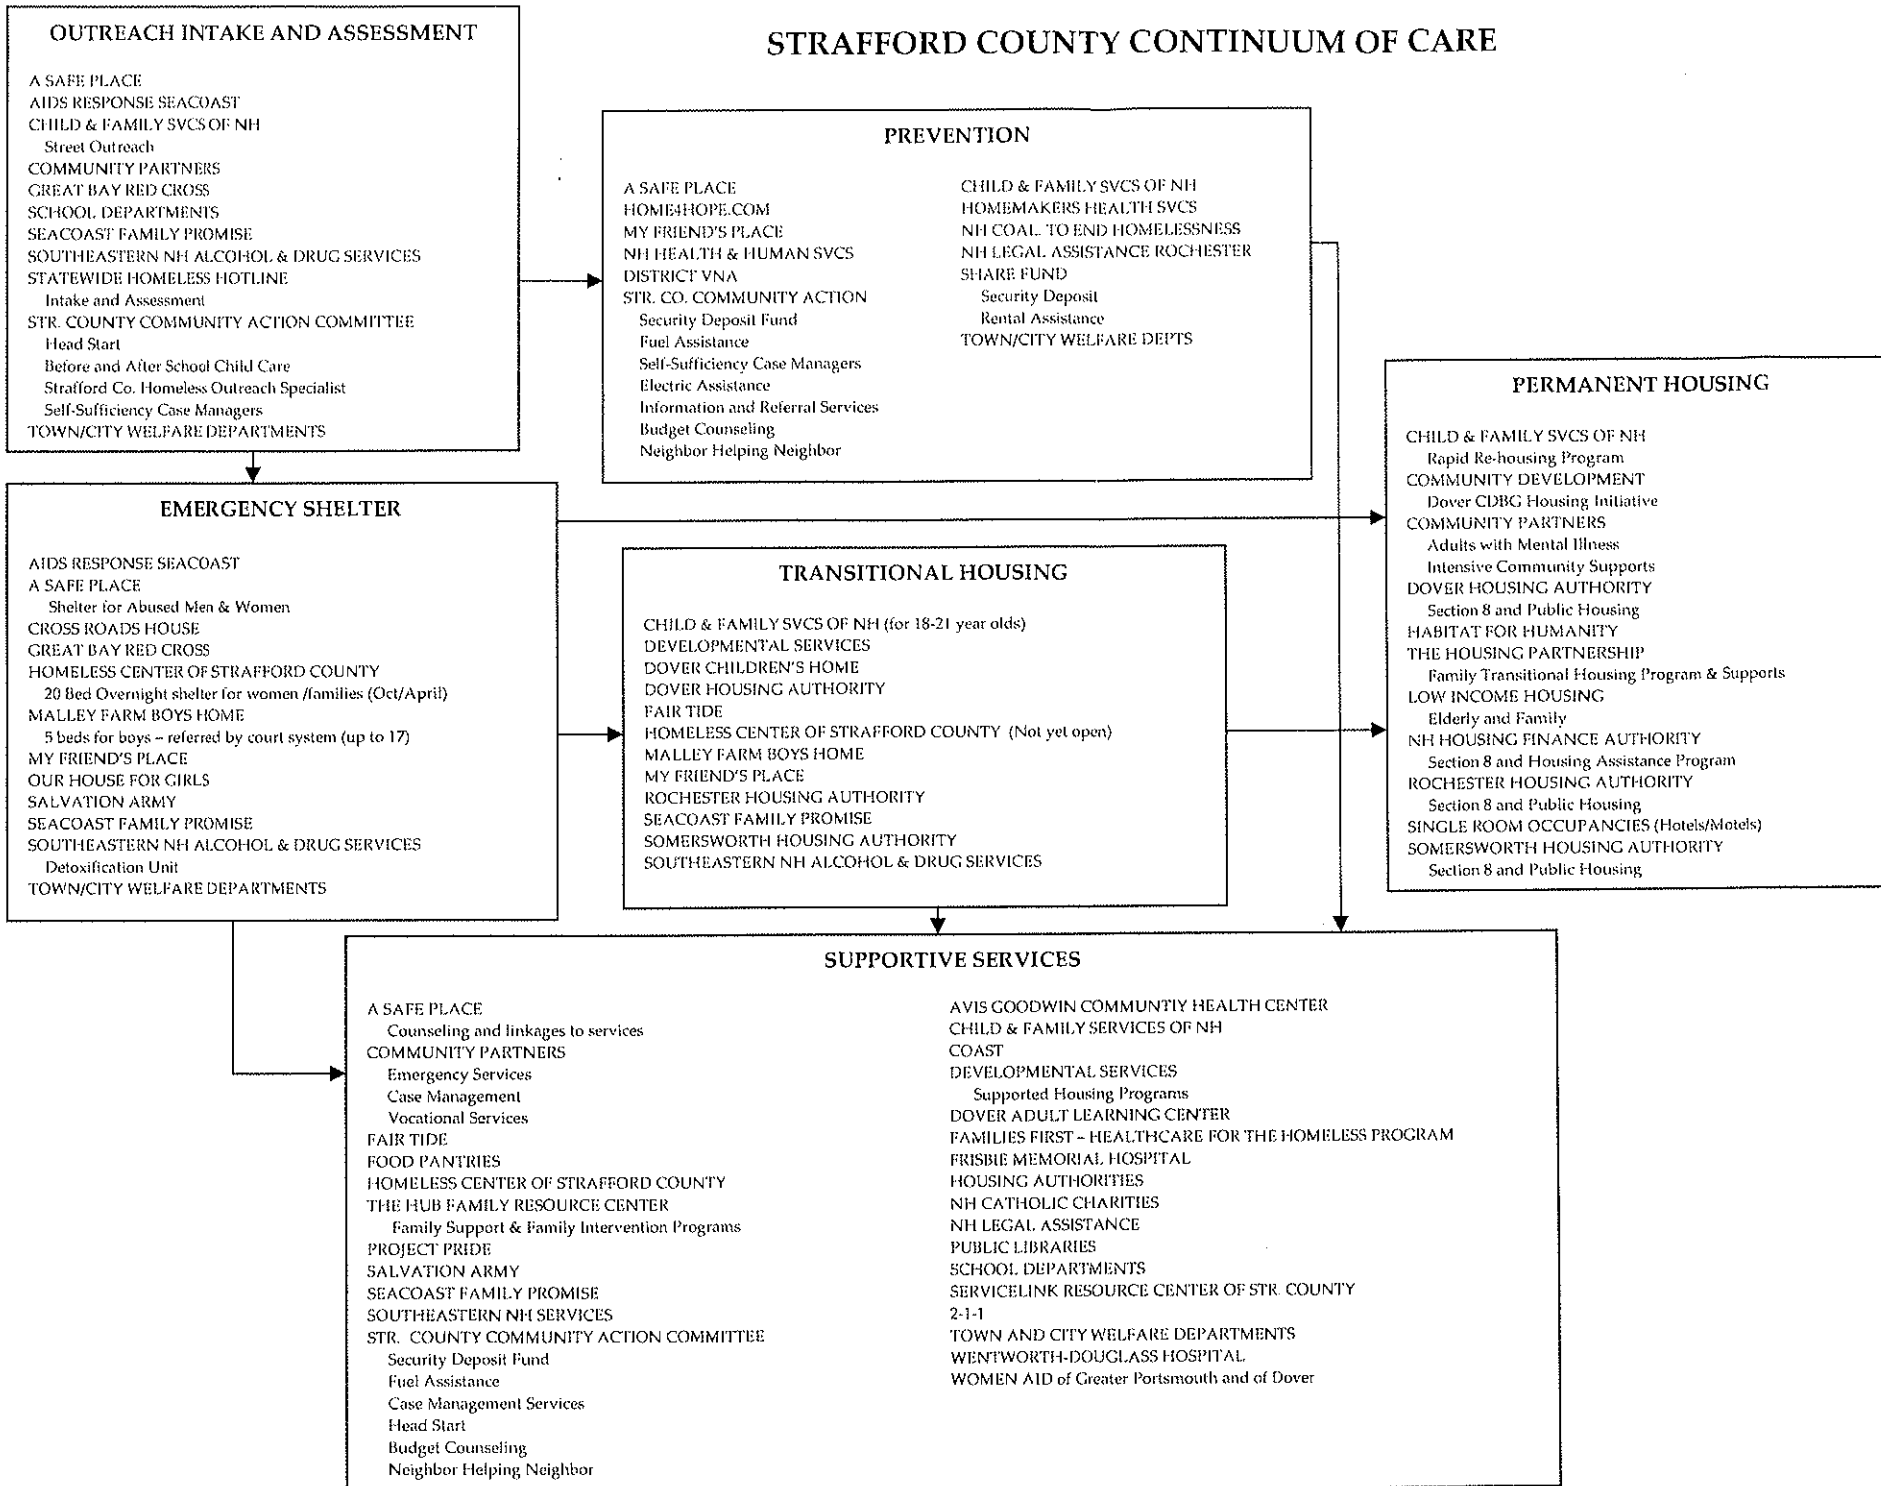 STRAFFORD COUNTY CONTINUUM OF CARE
OUTREACH INTAKE AND ASSESSMENT
A SAFE PLACE
AIDS RESPONSE SEACOAST
CHILD & FAMILY SVCS OF NH
Street Outreach
COMMUNITY PARTNERS
GREAT BAY RED CROSS
SCHOOL DEPARTMENTS
SEACOAST FAMILY PROMISE
SOUTHEASTERN NH ALCOHOL & DRUG SERVICES
STATEWIDE HOMELESS HOTLINE
Intake and Assessment
STR. COUNTY COMMUNITY ACTION COMMITTEE
Head Start
Before and After School Child Care
Strafford Co. Homeless Outreach Specialist
Self-Sufficiency Case Managers
TOWN/CITY WELFARE DEPARTMENTS
PREVENTION
A SAFE PLACE
HOME4HOPE.COM
MY FRIEND'S PLACE
NH HEALTH & HUMAN SVCS
DISTRICT VNA
STR. CO. COMMUNITY ACTION
Security Deposit Fund
Fuel Assistance
Self-Sufficiency Case Managers
Electric Assistance
Information and Referral Services
Budget Counseling
Neighbor Helping Neighbor
CHILD & FAMILY SVCS OF NH
HOMEMAKERS HEALTH SVCS
NH COAL. TO END HOMELESSNESS
NH LEGAL ASSISTANCE ROCHESTER
SHARE FUND
Security Deposit
Rental Assistance
TOWN/CITY WELFARE DEPTS
EMERGENCY SHELTER
AIDS RESPONSE SEACOAST
A SAFE PLACE
Shelter for Abused Men & Women
CROSS ROADS HOUSE
GREAT BAY RED CROSS
HOMELESS CENTER OF STRAFFORD COUNTY
20 Bed Overnight shelter for women /families (Oct/April)
MALLEY FARM BOYS HOME
5 beds for boys – referred by court system (up to 17)
MY FRIEND'S PLACE
OUR HOUSE FOR GIRLS
SALVATION ARMY
SEACOAST FAMILY PROMISE
SOUTHEASTERN NH ALCOHOL & DRUG SERVICES
Detoxification Unit
TOWN/CITY WELFARE DEPARTMENTS
TRANSITIONAL HOUSING
CHILD & FAMILY SVCS OF NH (for 18-21 year olds)
DEVELOPMENTAL SERVICES
DOVER CHILDREN'S HOME
DOVER HOUSING AUTHORITY
FAIR TIDE
HOMELESS CENTER OF STRAFFORD COUNTY (Not yet open)
MALLEY FARM BOYS HOME
MY FRIEND'S PLACE
ROCHESTER HOUSING AUTHORITY
SEACOAST FAMILY PROMISE
SOMERSWORTH HOUSING AUTHORITY
SOUTHEASTERN NH ALCOHOL & DRUG SERVICES
PERMANENT HOUSING
CHILD & FAMILY SVCS OF NH
Rapid Re-housing Program
COMMUNITY DEVELOPMENT
Dover CDBG Housing Initiative
COMMUNITY PARTNERS
Adults with Mental Illness
Intensive Community Supports
DOVER HOUSING AUTHORITY
Section 8 and Public Housing
HABITAT FOR HUMANITY
THE HOUSING PARTNERSHIP
Family Transitional Housing Program & Supports
LOW INCOME HOUSING
Elderly and Family
NH HOUSING FINANCE AUTHORITY
Section 8 and Housing Assistance Program
ROCHESTER HOUSING AUTHORITY
Section 8 and Public Housing
SINGLE ROOM OCCUPANCIES (Hotels/Motels)
SOMERSWORTH HOUSING AUTHORITY
Section 8 and Public Housing
SUPPORTIVE SERVICES
A SAFE PLACE
Counseling and linkages to services
COMMUNITY PARTNERS
Emergency Services
Case Management
Vocational Services
FAIR TIDE
FOOD PANTRIES
HOMELESS CENTER OF STRAFFORD COUNTY
THE HUB FAMILY RESOURCE CENTER
Family Support & Family Intervention Programs
PROJECT PRIDE
SALVATION ARMY
SEACOAST FAMILY PROMISE
SOUTHEASTERN NH SERVICES
STR. COUNTY COMMUNITY ACTION COMMITTEE
Security Deposit Fund
Fuel Assistance
Case Management Services
Head Start
Budget Counseling
Neighbor Helping Neighbor
AVIS GOODWIN COMMUNTIY HEALTH CENTER
CHILD & FAMILY SERVICES OF NH
COAST
DEVELOPMENTAL SERVICES
Supported Housing Programs
DOVER ADULT LEARNING CENTER
FAMILIES FIRST – HEALTHCARE FOR THE HOMELESS PROGRAM
FRISBIE MEMORIAL HOSPITAL
HOUSING AUTHORITIES
NH CATHOLIC CHARITIES
NH LEGAL ASSISTANCE
PUBLIC LIBRARIES
SCHOOL DEPARTMENTS
SERVICELINK RESOURCE CENTER OF STR. COUNTY
2-1-1
TOWN AND CITY WELFARE DEPARTMENTS
WENTWORTH-DOUGLASS HOSPITAL
WOMEN AID of Greater Portsmouth and of Dover